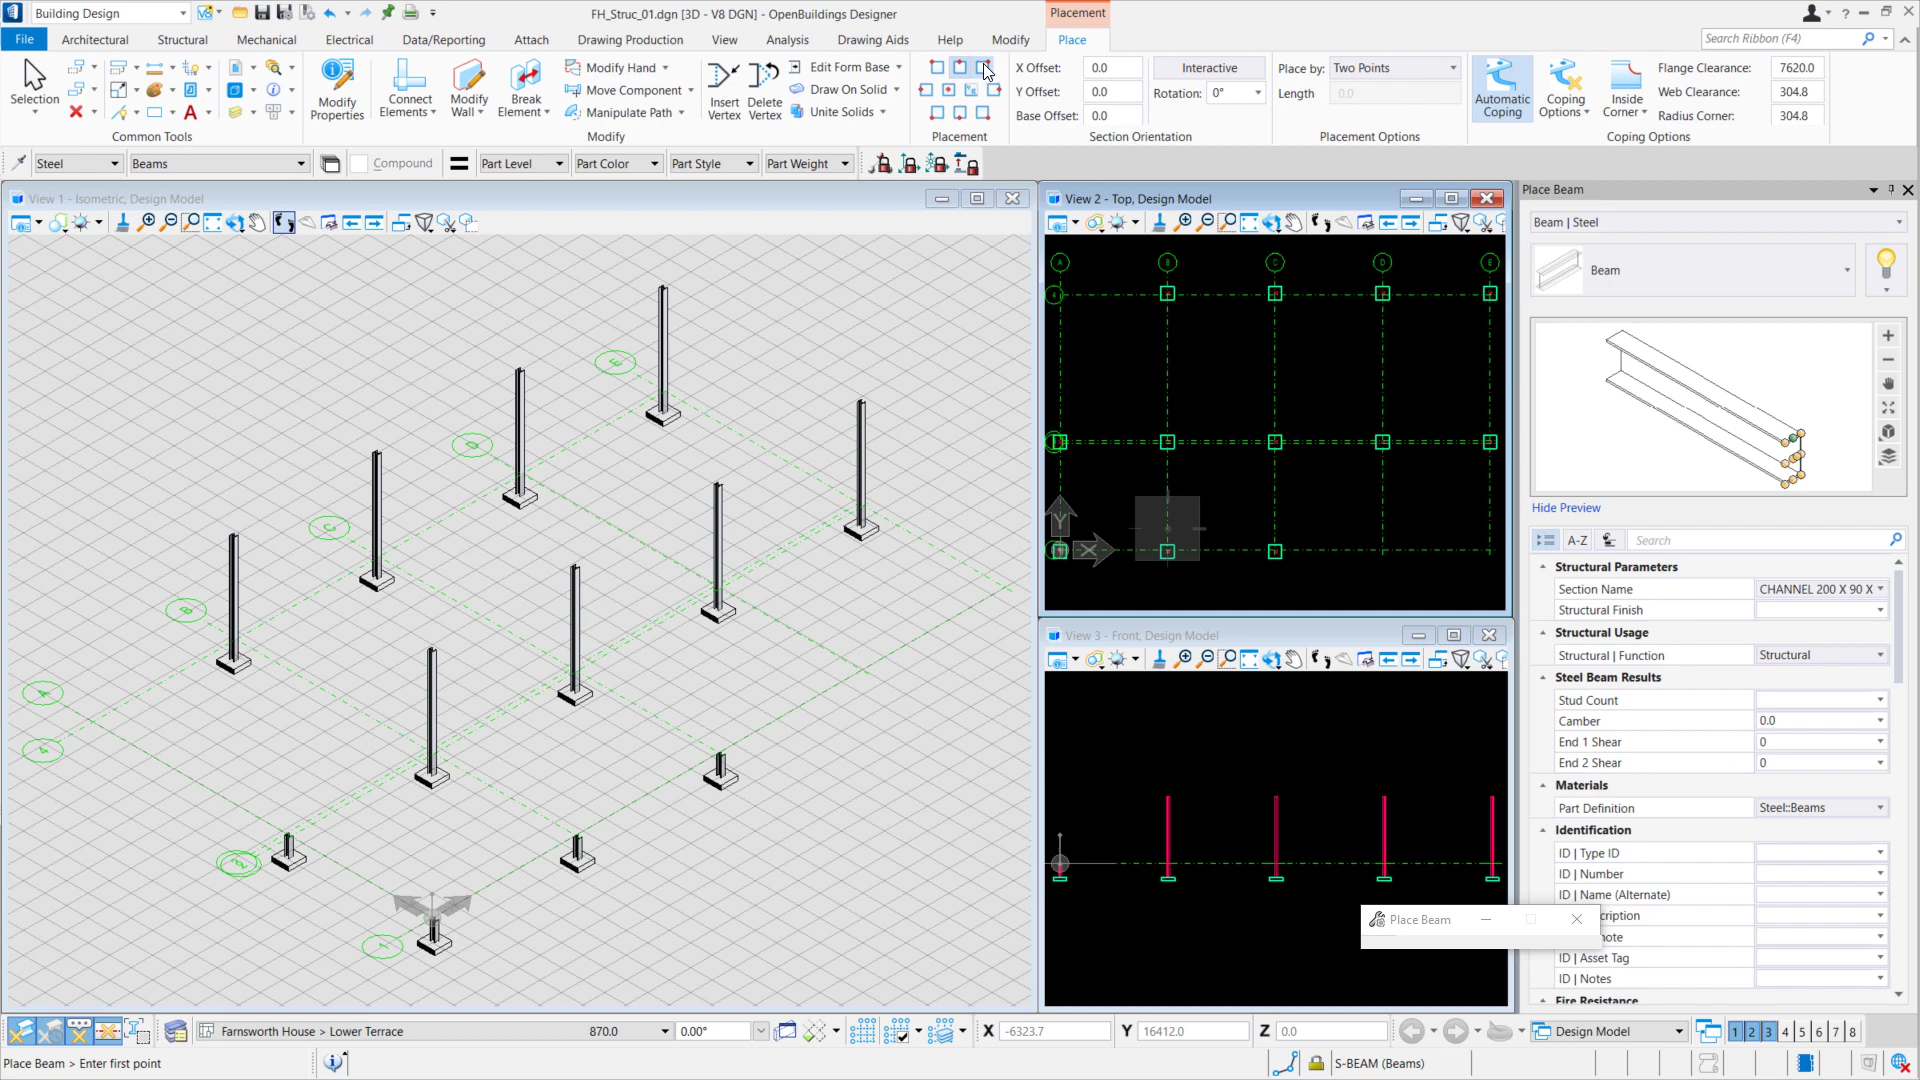 Building Design
FH_Struc_01.dgn [3D - V8 DGN] - OpenBuildings Designer
Placement
File
Architectural
Structural
Mechanical
Electrical
Data/Reporting
Attach
Drawing Production
View
Analysis
Drawing Aids
Help
Modify
Place
Search Ribbon (F4)
Selection
Common Tools
Modify Properties
Connect Elements
Modify Wall
Break Element
Modify Hand
Move Component
Manipulate Path
Insert Vertex
Delete Vertex
Edit Form Base
Draw On Solid
Unite Solids
Modify
Placement
X Offset: 0.0
Y Offset: 0.0
Base Offset: 0.0
Interactive
Rotation: 0°
Section Orientation
Place by: Two Points
Length 0.0
Placement Options
Automatic Coping
Coping Options
Inside Corner
Flange Clearance: 7620.0
Web Clearance: 304.8
Radius Corner: 304.8
Coping Options
Steel
Beams
Compound
Part Level
Part Color
Part Style
Part Weight
View 1 - Isometric, Design Model
E
D
C
B
A
4
1
View 2 - Top, Design Model
A
B
C
D
E
4
Y
X
View 3 - Front, Design Model
Place Beam
Place Beam
Beam | Steel
Beam
Hide Preview
A-Z
Search
Structural Parameters
Section Name CHANNEL 200 X 90 X
Structural Finish
Structural Usage
Structural | Function Structural
Steel Beam Results
Stud Count
Camber 0.0
End 1 Shear 0
End 2 Shear 0
Materials
Part Definition Steel::Beams
Identification
ID | Type ID
ID | Number
ID | Name (Alternate)
cription
note
ID | Asset Tag
ID | Notes
Fire Resistance
Farnsworth House > Lower Terrace 870.0
0.00°
X -6323.7
Y 16412.0
Z 0.0
Design Model
1 2 3 4 5 6 7 8
Place Beam > Enter first point
S-BEAM (Beams)